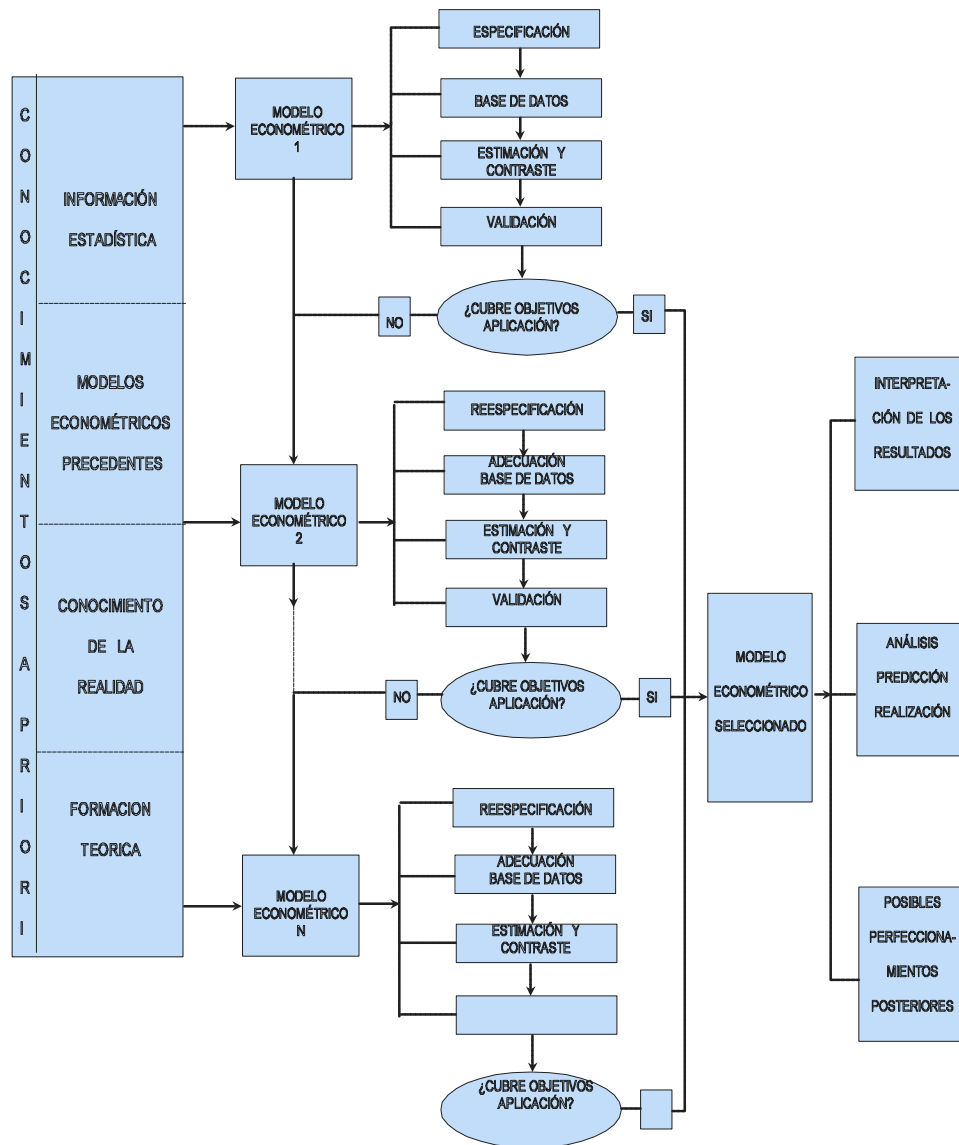 CONOCIMIENTOS A PRIORI
INFORMACIÓN
ESTADÍSTICA
MODELOS
ECONOMÉTRICOS
PRECEDENTES
CONOCIMIENTO
DE LA
REALIDAD
FORMACION
TEORICA
MODELO
ECONOMÉTRICO
1
ESPECIFICACIÓN
BASE DE DATOS
ESTIMACIÓN Y
CONTRASTE
VALIDACIÓN
¿CUBRE OBJETIVOS
APLICACIÓN?
NO
SI
MODELO
ECONOMÉTRICO
2
REESPECIFICACIÓN
ADECUACIÓN
BASE DE DATOS
ESTIMACIÓN Y
CONTRASTE
VALIDACIÓN
¿CUBRE OBJETIVOS
APLICACIÓN?
NO
SI
MODELO
ECONOMÉTRICO
N
REESPECIFICACIÓN
ADECUACIÓN
BASE DE DATOS
ESTIMACIÓN Y
CONTRASTE
¿CUBRE OBJETIVOS
APLICACIÓN?
MODELO
ECONOMÉTRICO
SELECCIONADO
INTERPRETA-
CIÓN DE LOS
RESULTADOS
ANÁLISIS
PREDICCIÓN
REALIZACIÓN
POSIBLES
PERFECCIONA-
MIENTOS
POSTERIORES